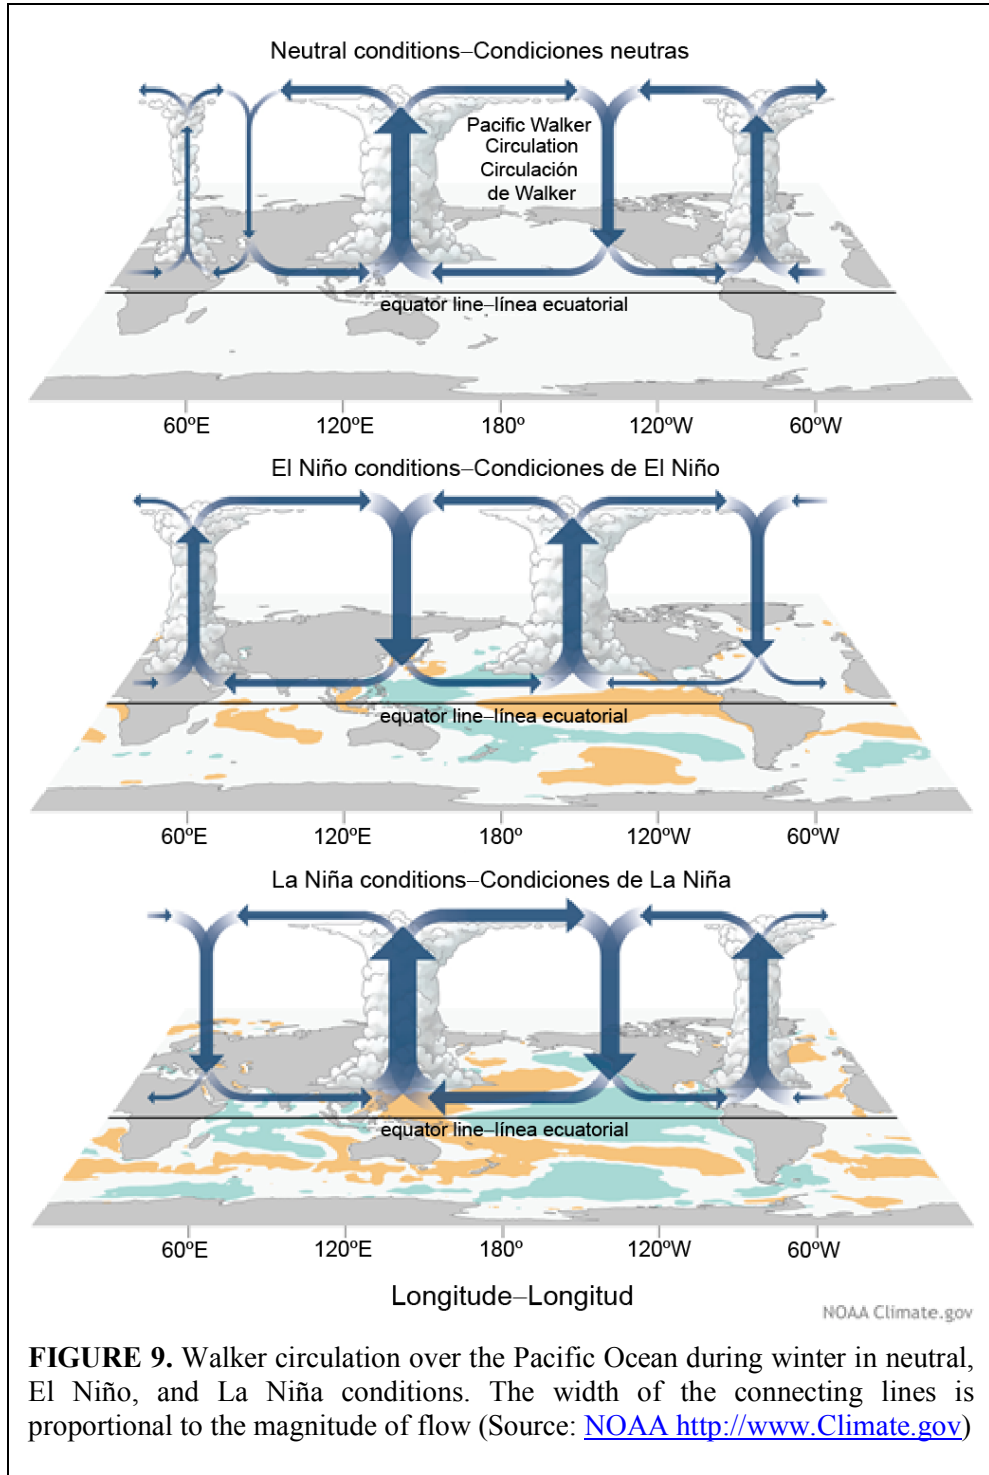 Neutral conditions–Condiciones neutras
Pacific Walker
Circulation
Circulación
de Walker
equator line–línea ecuatorial
60ºE 120ºE 180º 120ºW 60ºW
El Niño conditions–Condiciones de El Niño
equator line–línea ecuatorial
60ºE 120ºE 180º 120ºW 60ºW
La Niña conditions–Condiciones de La Niña
equator line–línea ecuatorial
60ºE 120ºE 180º 120ºW 60ºW
Longitude–Longitud
NOAA Climate.gov
FIGURE 9. Walker circulation over the Pacific Ocean during winter in neutral,
El Niño, and La Niña conditions. The width of the connecting lines is
proportional to the magnitude of flow (Source: NOAA http://www.Climate.gov)